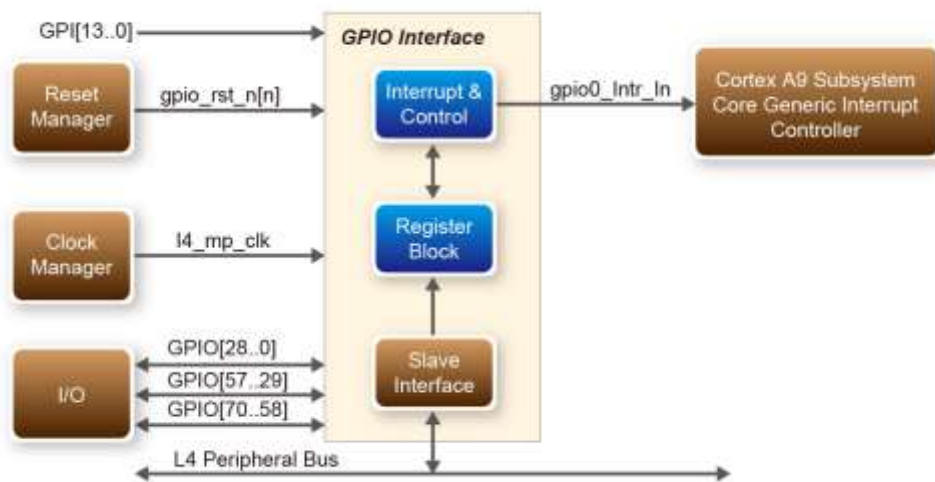 GPI[13..0]
GPIO Interface
Reset
Manager
gpio_rst_n[n]
Interrupt &
Control
gpio0_Intr_In
Cortex A9 Subsystem
Core Generic Interrupt
Controller
Clock
Manager
l4_mp_clk
Register
Block
I/O
GPIO[28..0]
GPIO[57..29]
GPIO[70..58]
Slave
Interface
L4 Peripheral Bus